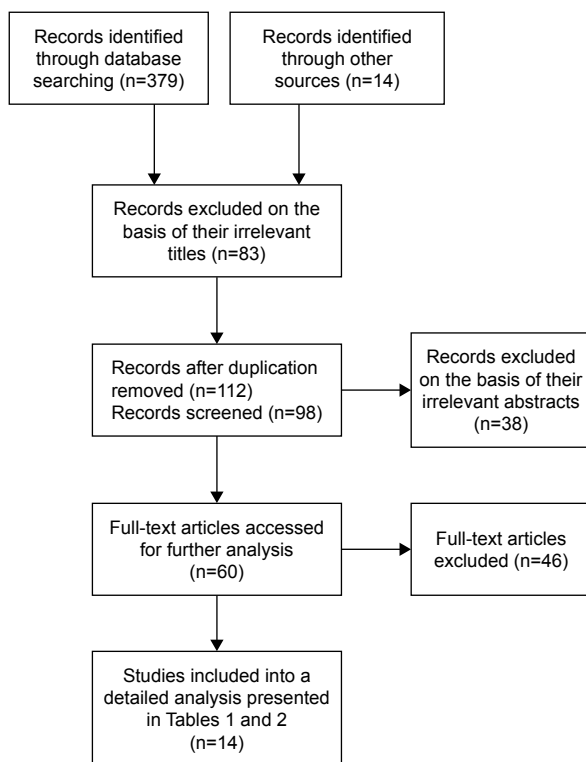 Records identified
through database
searching (n=379)
Records identified
through other
sources (n=14)
Records excluded on the
basis of their irrelevant
titles (n=83)
Records after duplication
removed (n=112)
Records screened (n=98)
Records excluded
on the basis of their
irrelevant abstracts
(n=38)
Full-text articles accessed
for further analysis
(n=60)
Full-text articles
excluded (n=46)
Studies included into a
detailed analysis presented
in Tables 1 and 2
(n=14)